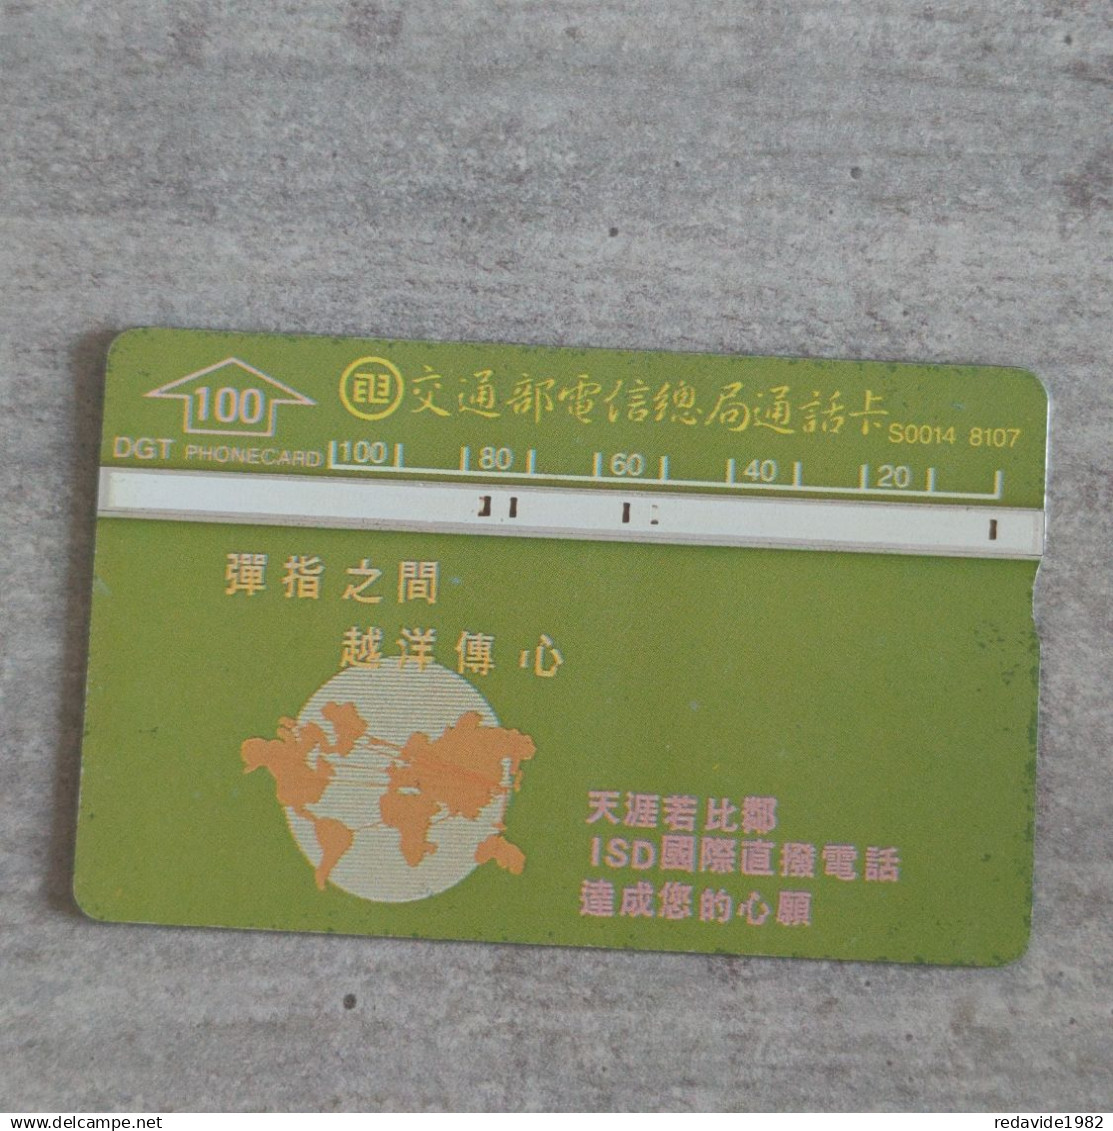 100
交通部電信總局通話卡
S0014 8107
DGT PHONECARD
100 80 60 40 20
彈指之間
越洋傳心
天涯若比鄰
ISD國際直撥電話
達成您的心願
www.delcampe.net
redavide1982